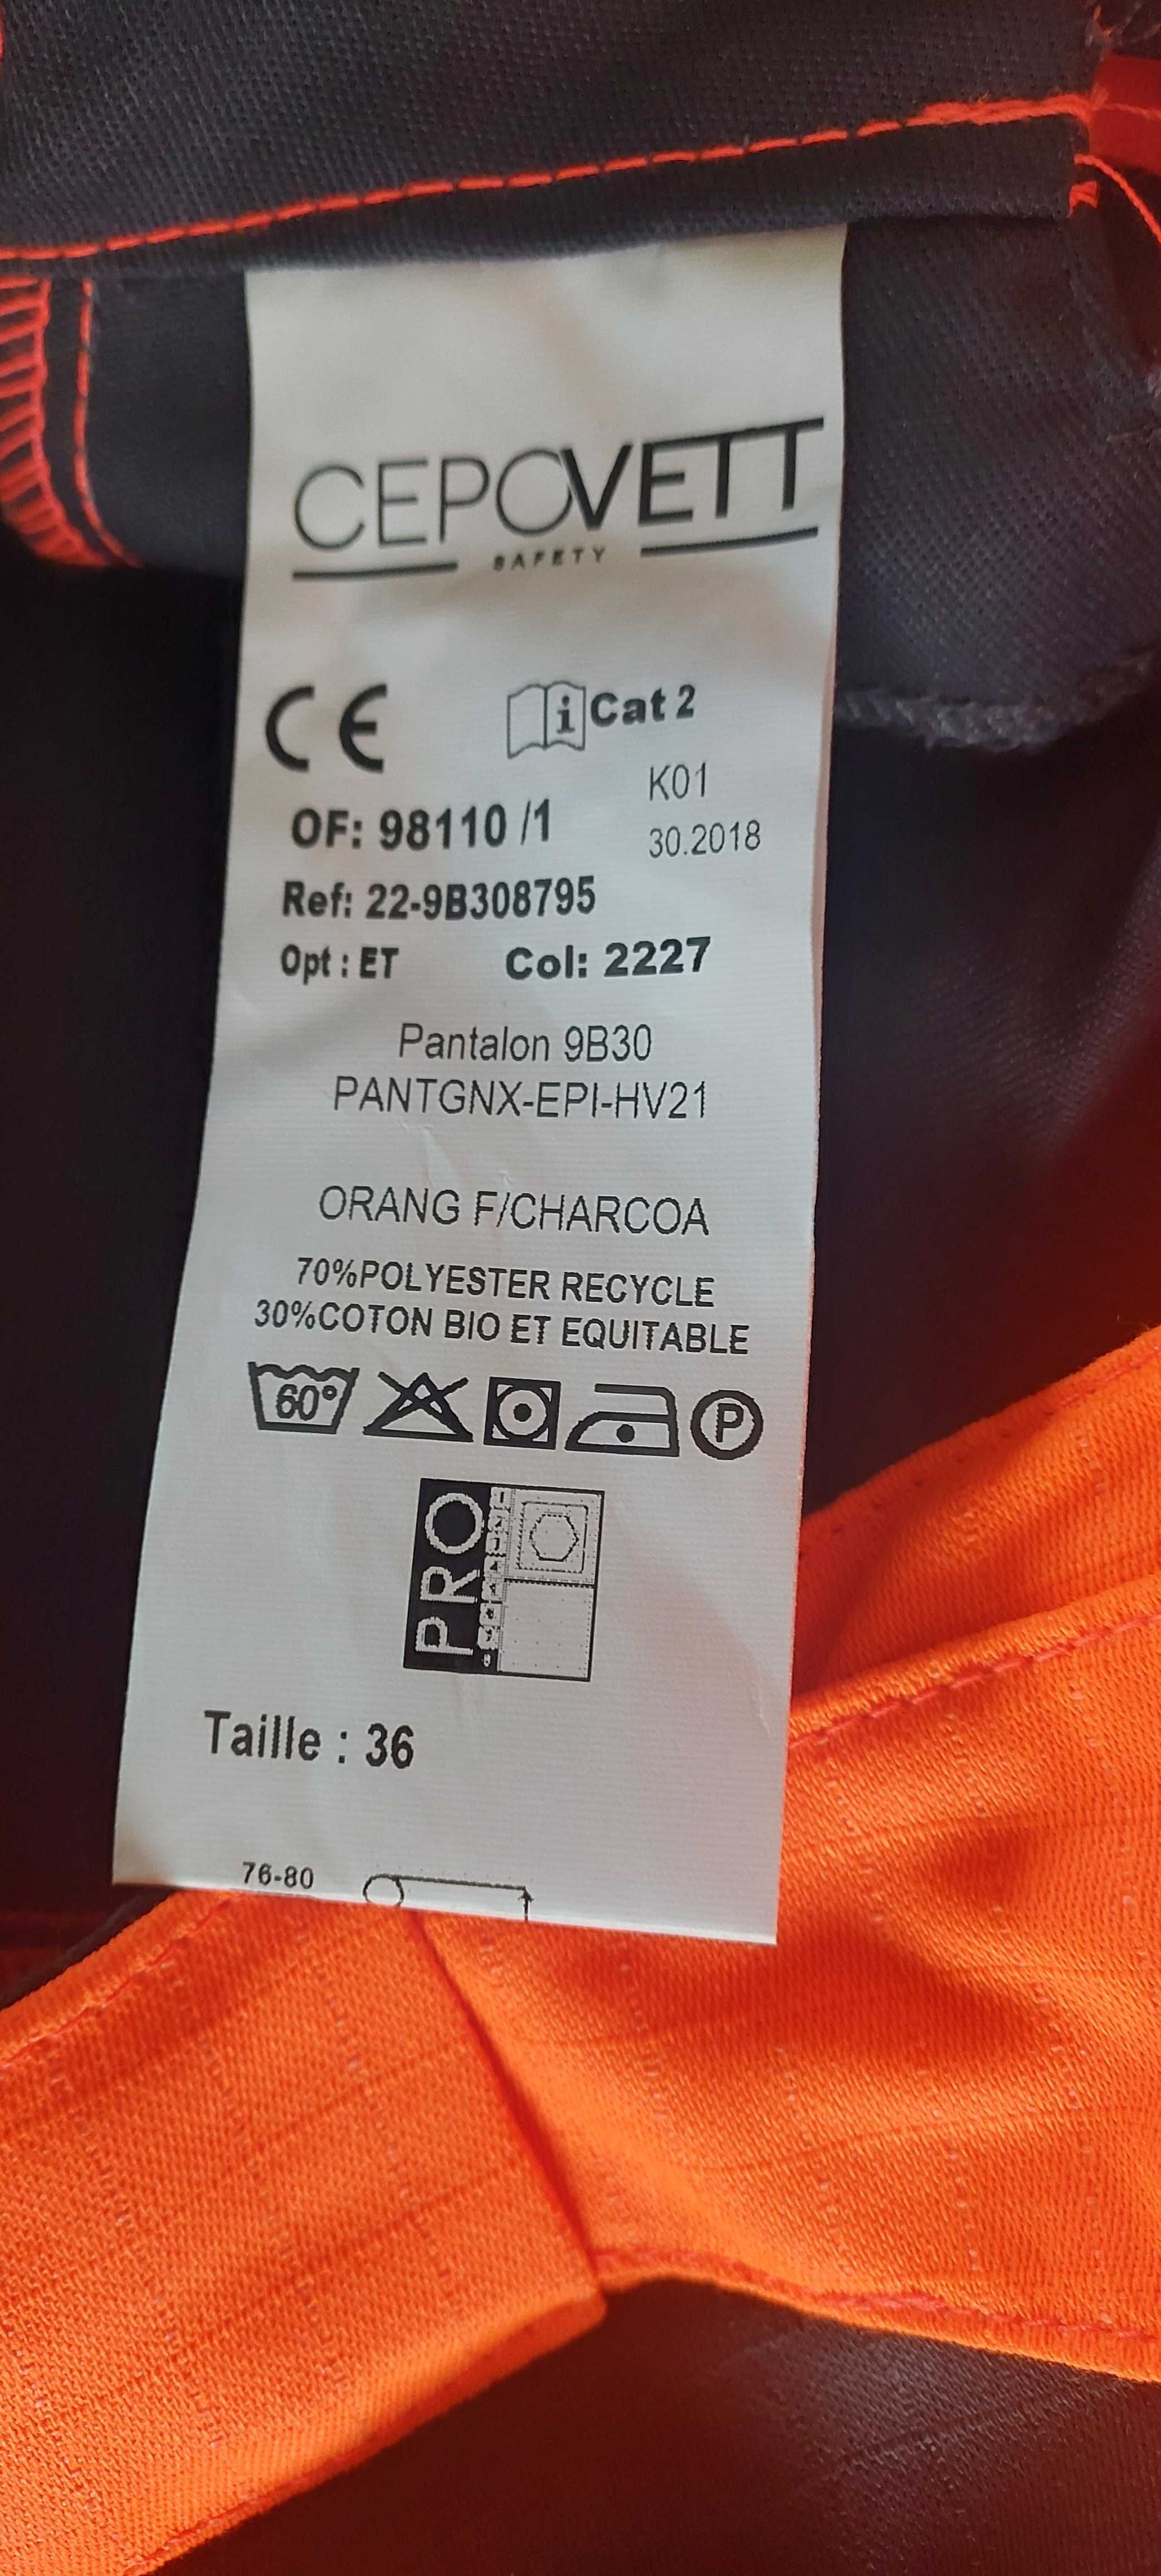 CEPOVETT
SAFETY
CE
i Cat 2
K01
OF: 98110 /1
30.2018
Ref: 22-9B308795
Opt : ET Col: 2227
Pantalon 9B30
PANTGNX-EPI-HV21
ORANG F/CHARCOA
70%POLYESTER RECYCLE
30%COTON BIO ET EQUITABLE
60° P
PRO
Taille : 36
76-80